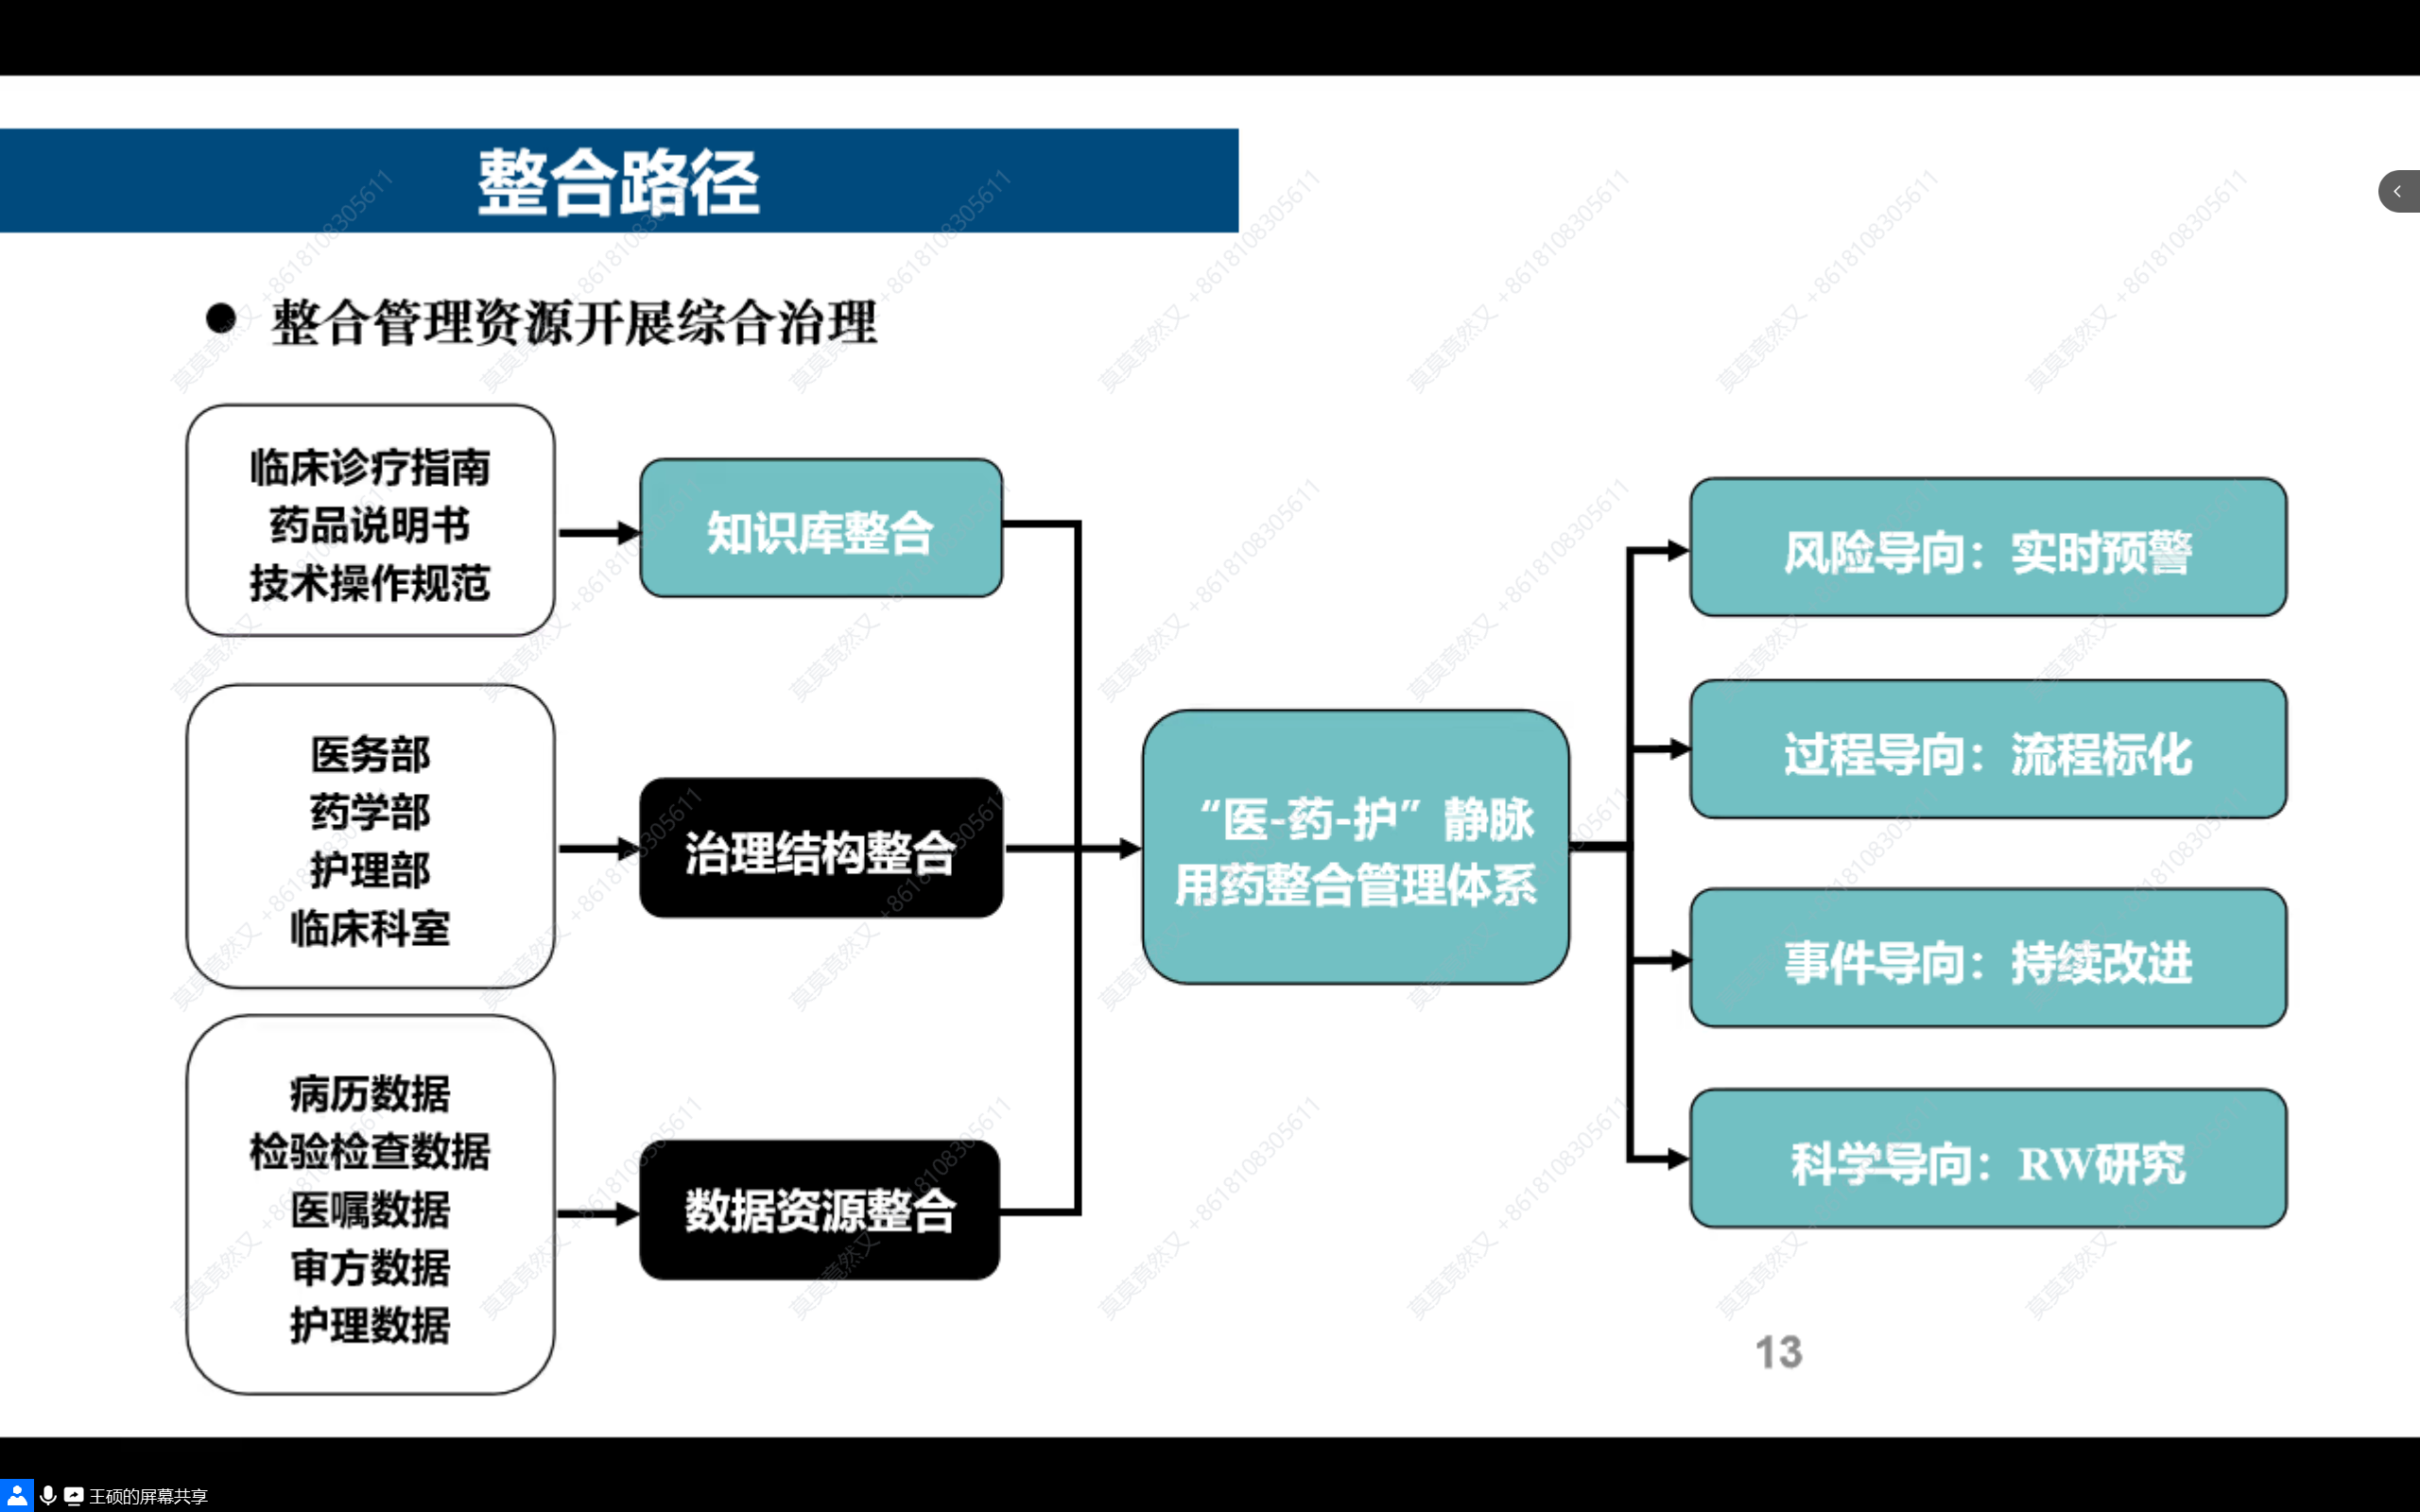 整合路径
整合管理资源开展综合治理
临床诊疗指南
药品说明书
技术操作规范
知识库整合
医务部
药学部
护理部
临床科室
治理结构整合
病历数据
检验检查数据
医嘱数据
审方数据
护理数据
数据资源整合
“医-药-护”静脉
用药整合管理体系
风险导向：实时预警
过程导向：流程标化
事件导向：持续改进
科学导向：RW研究
13
莫莫竟然又 +8618108305611
王硕的屏幕共享